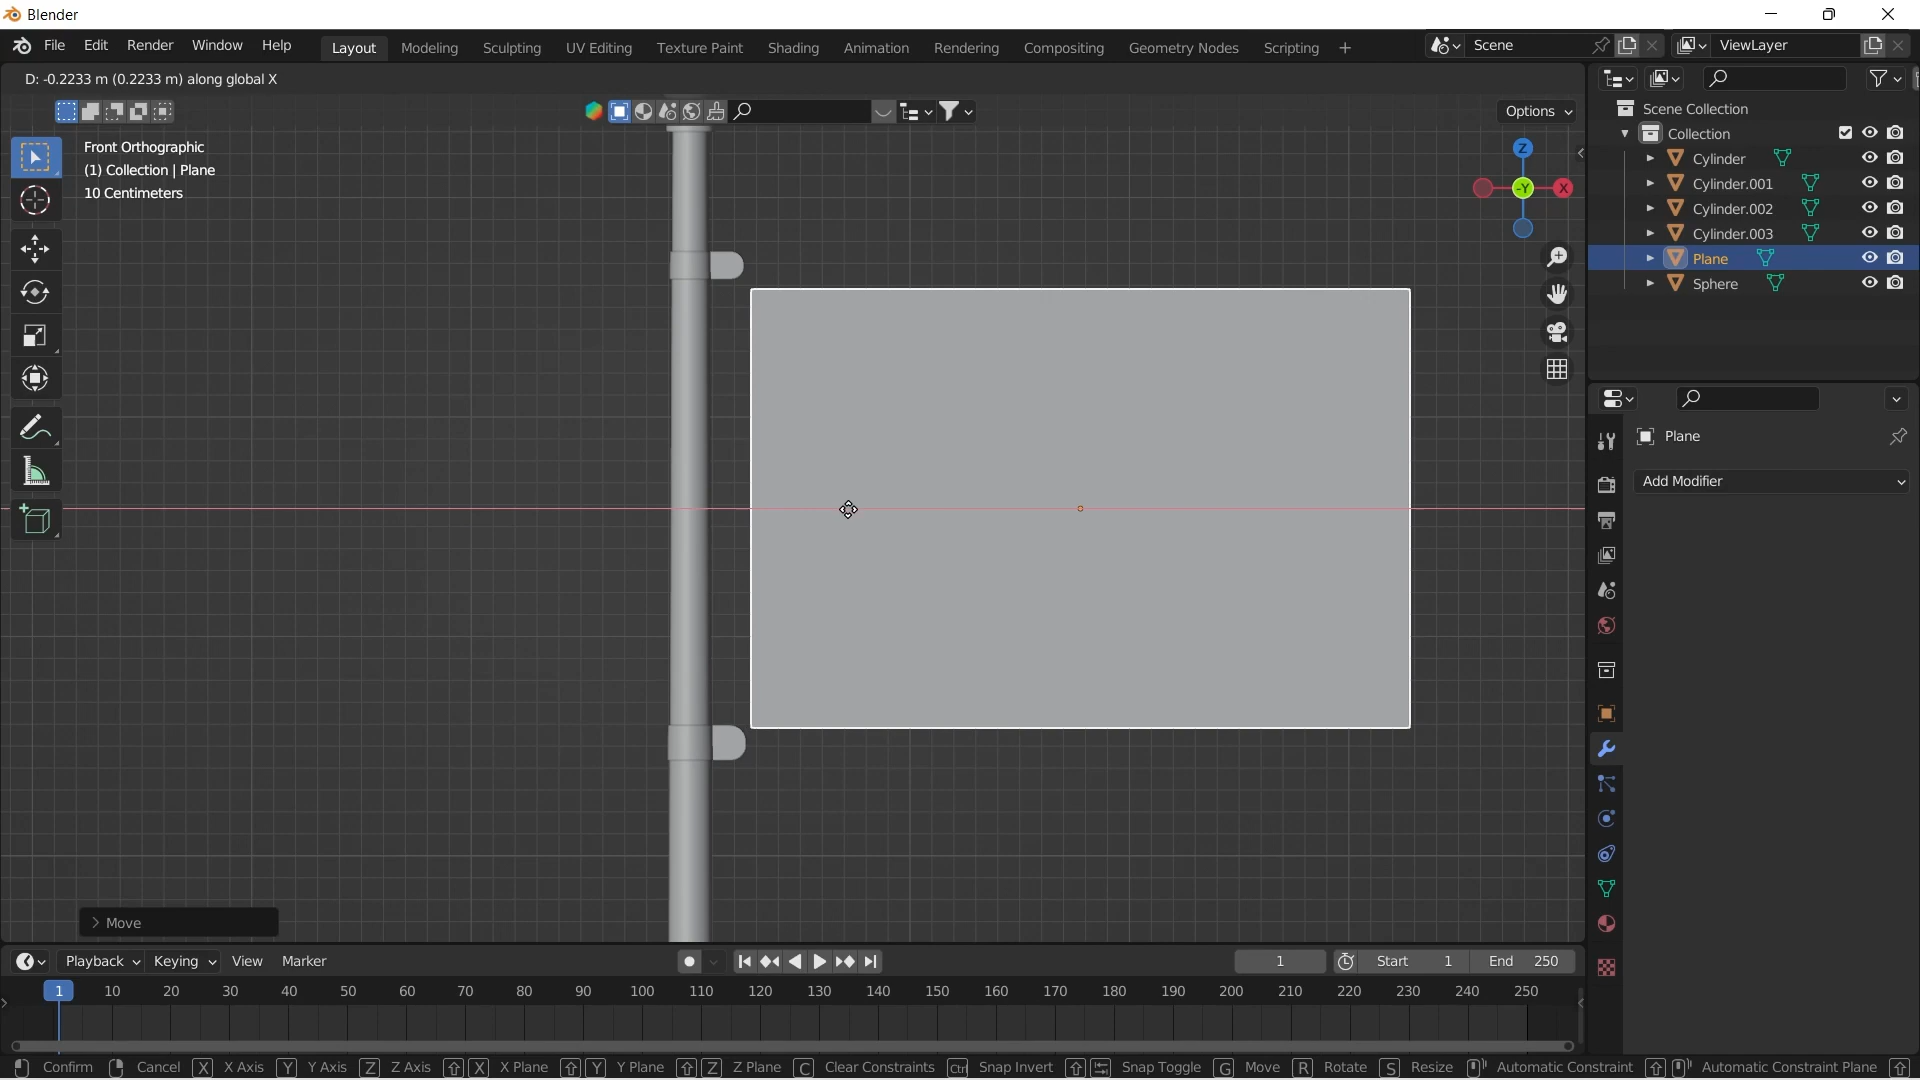 Blender
File Edit Render Window Help Layout Modeling Sculpting UV Editing Texture Paint Shading Animation Rendering Compositing Geometry Nodes Scripting + Scene ViewLayer
D: -0.2233 m (0.2233 m) along global X
Options
Front Orthographic
(1) Collection | Plane
10 Centimeters
Z
-Y X
Scene Collection
Collection
Cylinder
Cylinder.001
Cylinder.002
Cylinder.003
Plane
Sphere
Plane
Add Modifier
> Move
Playback Keying View Marker 1 Start 1 End 250
1 10 20 30 40 50 60 70 80 90 100 110 120 130 140 150 160 170 180 190 200 210 220 230 240 250
Confirm Cancel X X Axis Y Y Axis Z Z Axis X X Plane Y Y Plane Z Z Plane C Clear Constraints Ctrl Snap Invert Snap Toggle G Move R Rotate S Resize Automatic Constraint Automatic Constraint Plane